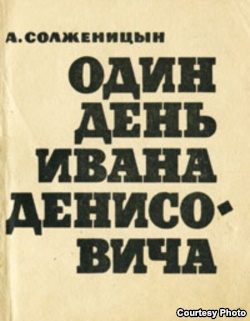 А. СОЛЖЕНИЦЫН
ОДИН
ДЕНЬ
ИВАНА
ДЕНИСО-
ВИЧА
Courtesy Photo